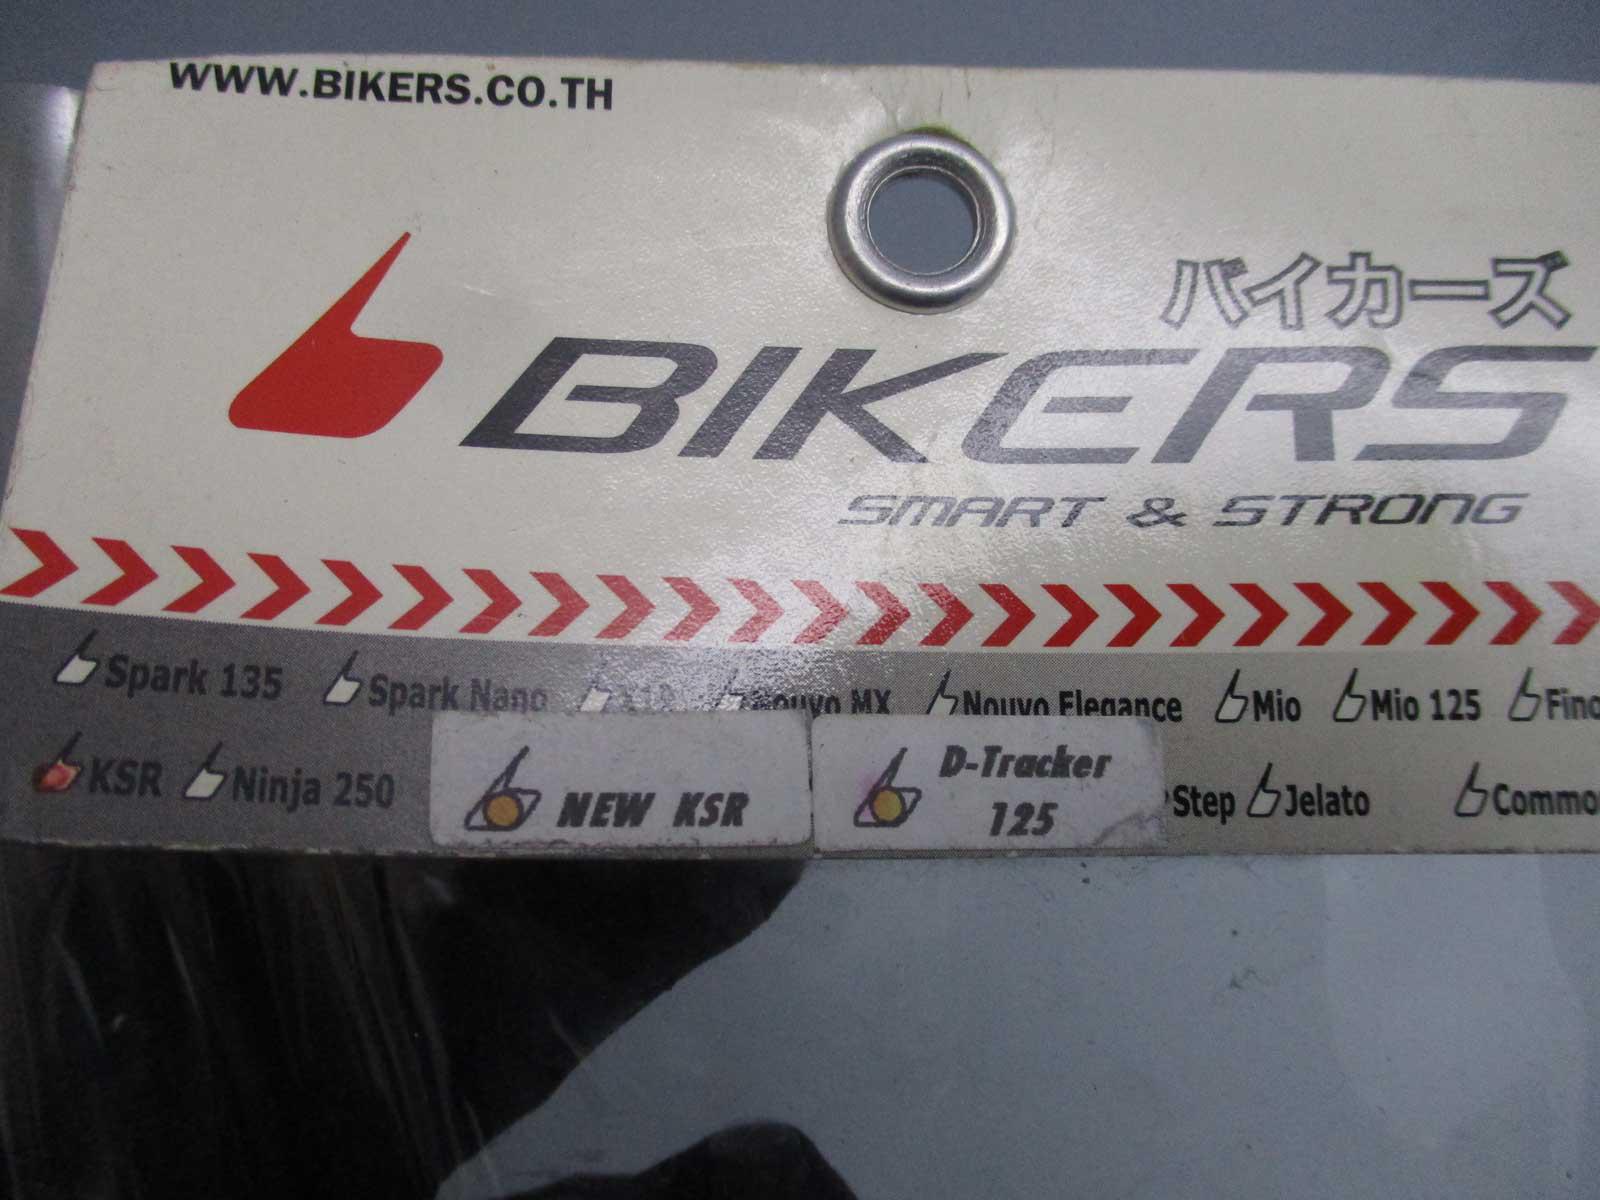 WWW.BIKERS.CO.TH
バイカーズ
BIKERS
SMART & STRONG
Spark 135 Spark Nano Nouvo MX Nouvo Elegance Mio Mio 125
KSR Ninja 250 NEW KSR D-Tracker 125 Step Jelato